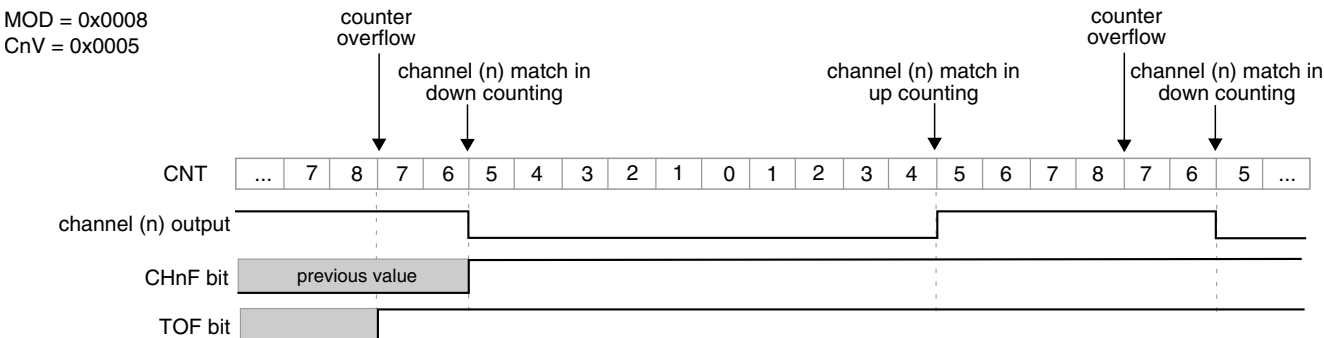 MOD = 0x0008
CnV = 0x0005
counter
overflow
channel (n) match in
down counting
channel (n) match in
up counting
counter
overflow
channel (n) match in
down counting
CNT ... 7 8 7 6 5 4 3 2 1 0 1 2 3 4 5 6 7 8 7 6 5 ...
channel (n) output
CHnF bit previous value
TOF bit